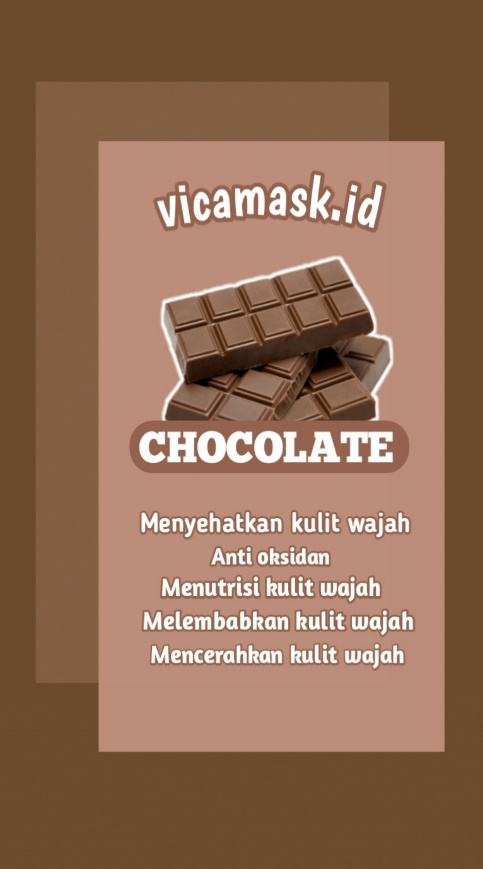 vicamask.id
CHOCOLATE
Menyehatkan kulit wajah
Anti oksidan
Menutrisi kulit wajah
Melembabkan kulit wajah
Mencerahkan kulit wajah